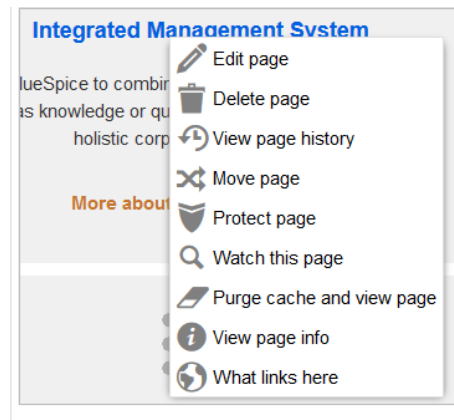 Integrated Management System
Edit page
lueSpice to combin
Delete page
as knowledge or qu
View page history
holistic corp
Move page
More about
Protect page
Watch this page
Purge cache and view page
View page info
What links here